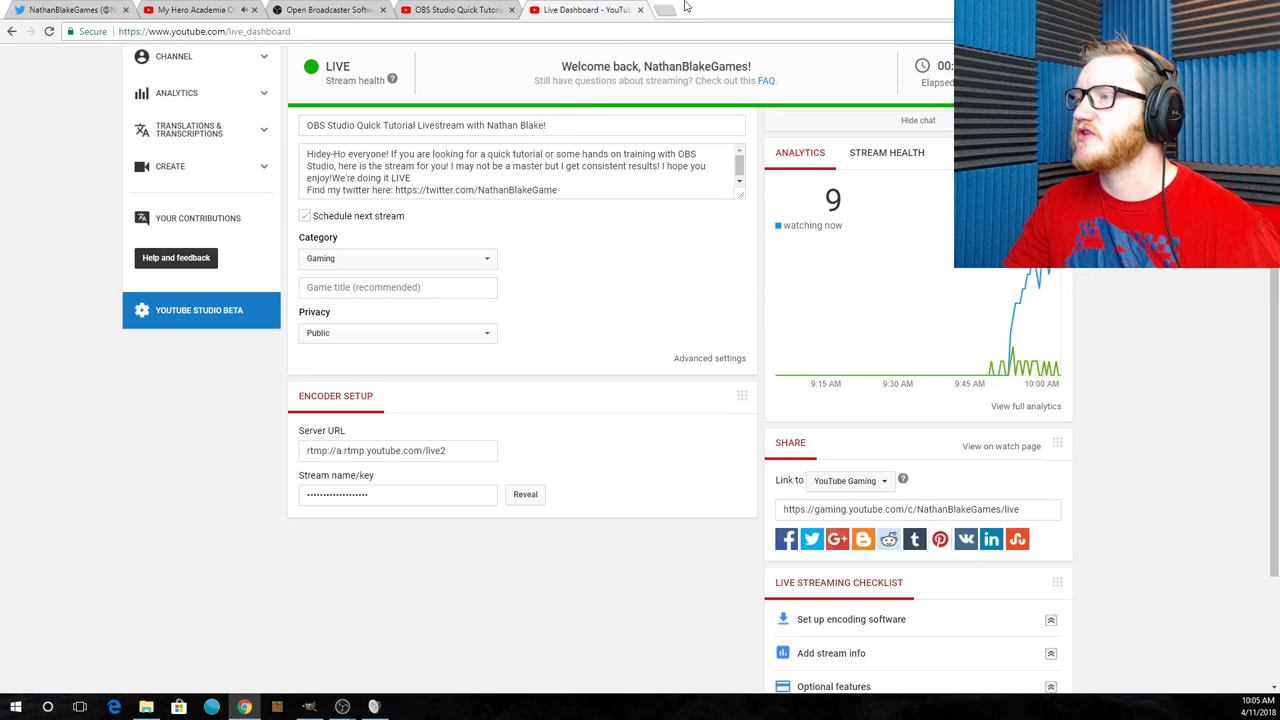 NathanBlakeGames (@N
My Hero Academia C
Open Broadcaster Softw
OBS Studio Quick Tutoria
Live Dashboard - YouTu
Secure
https://www.youtube.com/live_dashboard
CHANNEL
ANALYTICS
TRANSLATIONS &
TRANSCRIPTIONS
CREATE
YOUR CONTRIBUTIONS
Help and feedback
YOUTUBE STUDIO BETA
LIVE
Stream health
Welcome back, NathanBlakeGames!
Still have questions about streaming? Check out this FAQ.
00:
Elapsed
OBS Studio Quick Tutorial Livestream with Nathan Blake!
Hidey-Ho everyone! If you are looking for a quick tutorial or some hands on training with OBS
Studio, here is the stream for you! I may not be a master but I get consistent results! I hope you
enjoy!We're doing it LIVE
Find my twitter here: https://twitter.com/NathanBlakeGame
Schedule next stream
Category
Gaming
Game title (recommended)
Privacy
Public
Advanced settings
ENCODER SETUP
Server URL
rtmp://a.rtmp.youtube.com/live2
Stream name/key
Reveal
Hide chat
ANALYTICS
STREAM HEALTH
9
watching now
9:15 AM
9:30 AM
9:45 AM
10:00 AM
View full analytics
SHARE
View on watch page
Link to
YouTube Gaming
https://gaming.youtube.com/c/NathanBlakeGames/live
LIVE STREAMING CHECKLIST
Set up encoding software
Add stream info
Optional features
10:05 AM
4/11/2018